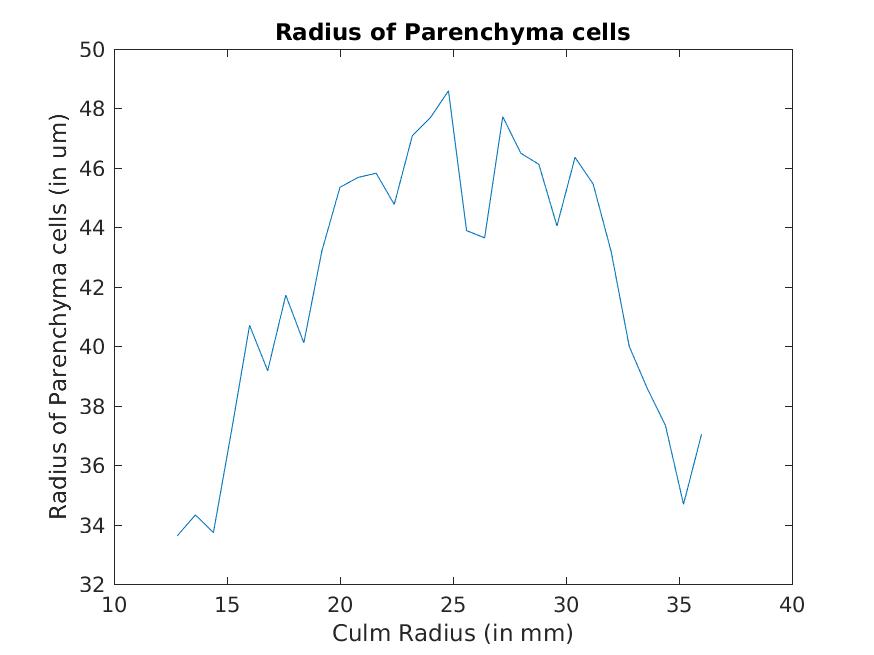 Radius of Parenchyma cells
50
48
46
44
42
40
38
36
34
32
Radius of Parenchyma cells (in um)
10 15 20 25 30 35 40
Culm Radius (in mm)